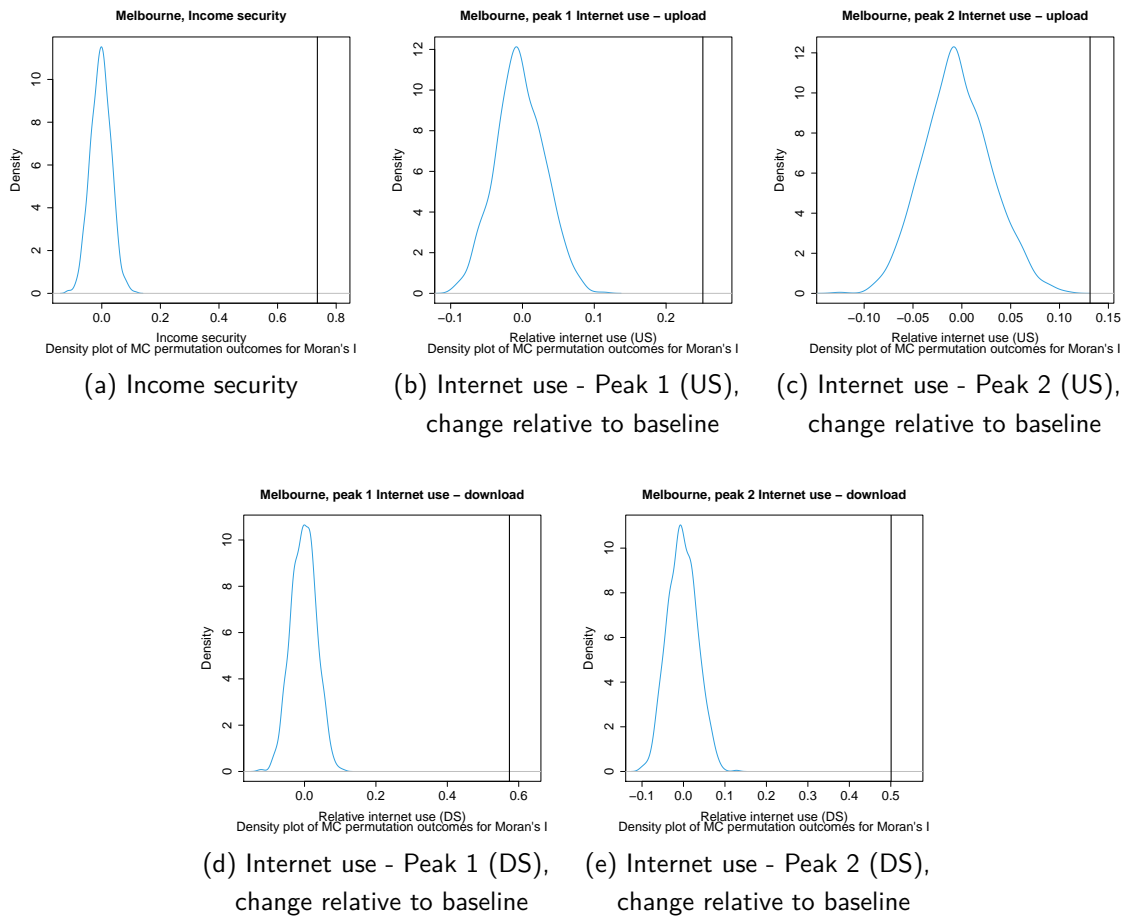 Melbourne, Income security
Density
0 2 4 6 8 10
0.0 0.2 0.4 0.6 0.8
Income security
Density plot of MC permutation outcomes for Moran's I
(a) Income security
Melbourne, peak 1 Internet use – upload
Density
0 2 4 6 8 10 12
−0.1 0.0 0.1 0.2
Relative internet use (US)
Density plot of MC permutation outcomes for Moran's I
(b) Internet use - Peak 1 (US),
change relative to baseline
Melbourne, peak 2 Internet use – upload
Density
0 2 4 6 8 10 12
−0.10 −0.05 0.00 0.05 0.10 0.15
Relative internet use (US)
Density plot of MC permutation outcomes for Moran's I
(c) Internet use - Peak 2 (US),
change relative to baseline
Melbourne, peak 1 Internet use – download
Density
0 2 4 6 8 10
0.0 0.2 0.4 0.6
Relative internet use (DS)
Density plot of MC permutation outcomes for Moran's I
(d) Internet use - Peak 1 (DS),
change relative to baseline
Melbourne, peak 2 Internet use – download
Density
0 2 4 6 8 10
−0.1 0.0 0.1 0.2 0.3 0.4 0.5
Relative internet use (DS)
Density plot of MC permutation outcomes for Moran's I
(e) Internet use - Peak 2 (DS),
change relative to baseline